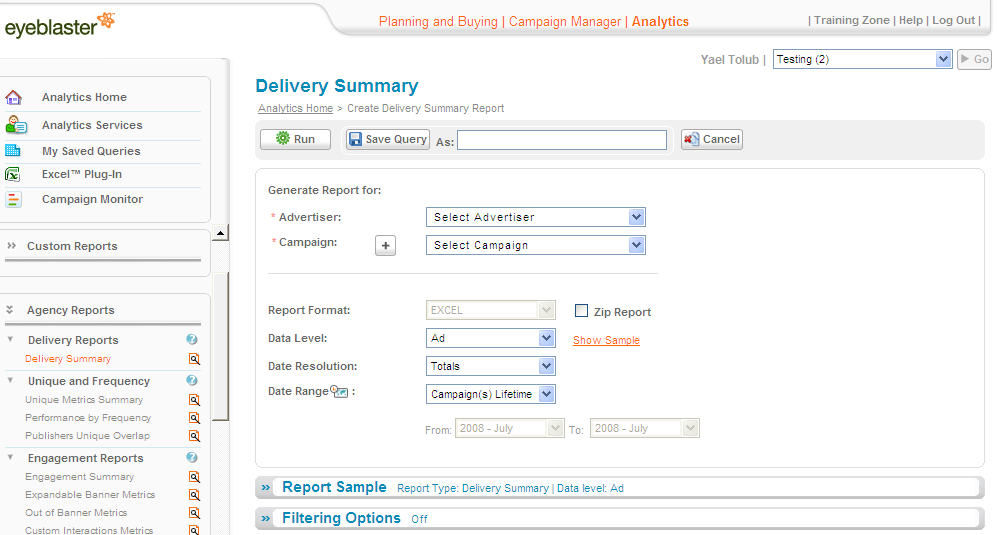 eyeblaster
Planning and Buying | Campaign Manager | Analytics
| Training Zone | Help | Log Out |
Yael Tolub | Testing (2) Go
Analytics Home
Analytics Services
My Saved Queries
Excel™ Plug-In
Campaign Monitor
Custom Reports
Agency Reports
Delivery Reports
Delivery Summary
Unique and Frequency
Unique Metrics Summary
Performance by Frequency
Publishers Unique Overlap
Engagement Reports
Engagement Summary
Expandable Banner Metrics
Out of Banner Metrics
Custom Interactions Metrics
Delivery Summary
Analytics Home > Create Delivery Summary Report
Run Save Query As: Cancel
Generate Report for:
* Advertiser: Select Advertiser
* Campaign: + Select Campaign
Report Format: EXCEL Zip Report
Data Level: Ad Show Sample
Date Resolution: Totals
Date Range : Campaign(s) Lifetime
From: 2008 - July To: 2008 - July
Report Sample Report Type: Delivery Summary | Data level: Ad
Filtering Options Off